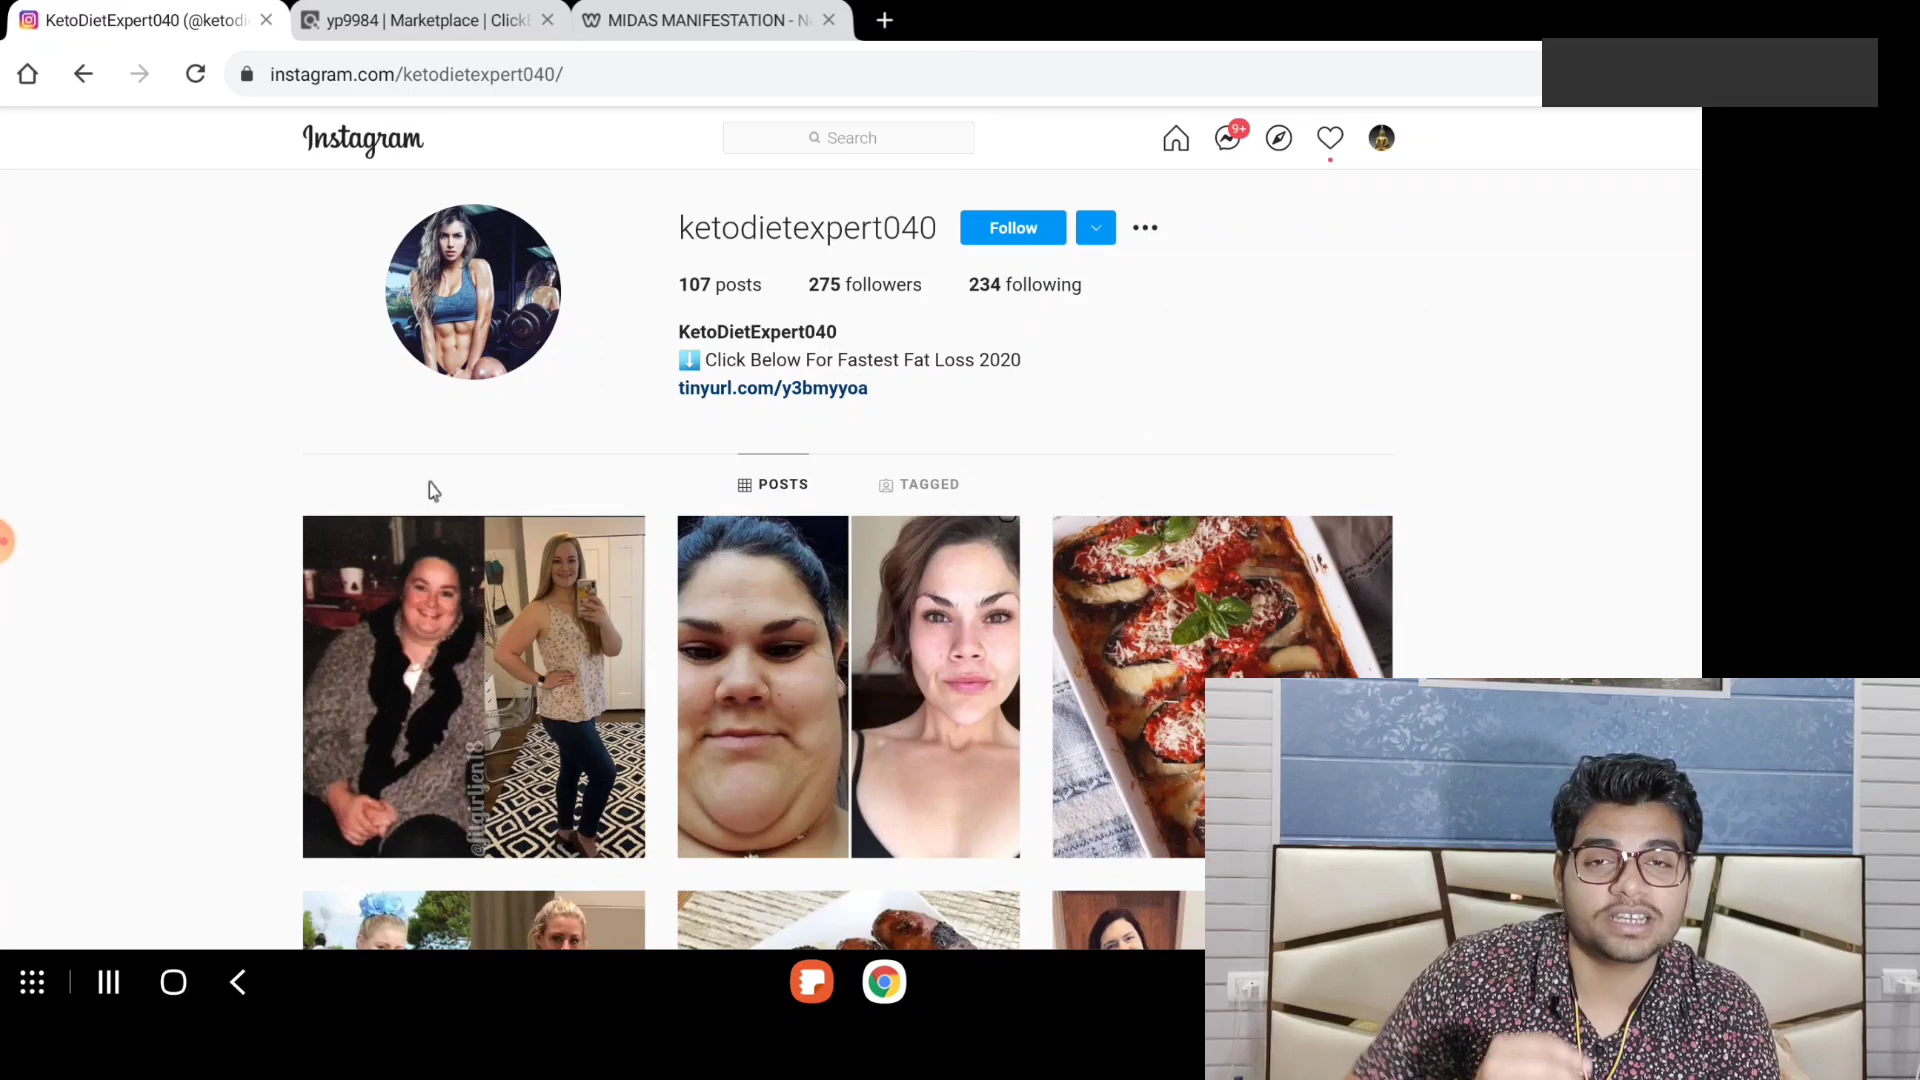 KetoDietExpert040 (@ketodi
yp9984 | Marketplace | Click
MIDAS MANIFESTATION - N
instagram.com/ketodietexpert040/
Instagram
Search
9+
ketodietexpert040
Follow
107 posts
275 followers
234 following
KetoDietExpert040
Click Below For Fastest Fat Loss 2020
tinyurl.com/y3bmyyoa
POSTS
TAGGED
@fitgirljen18